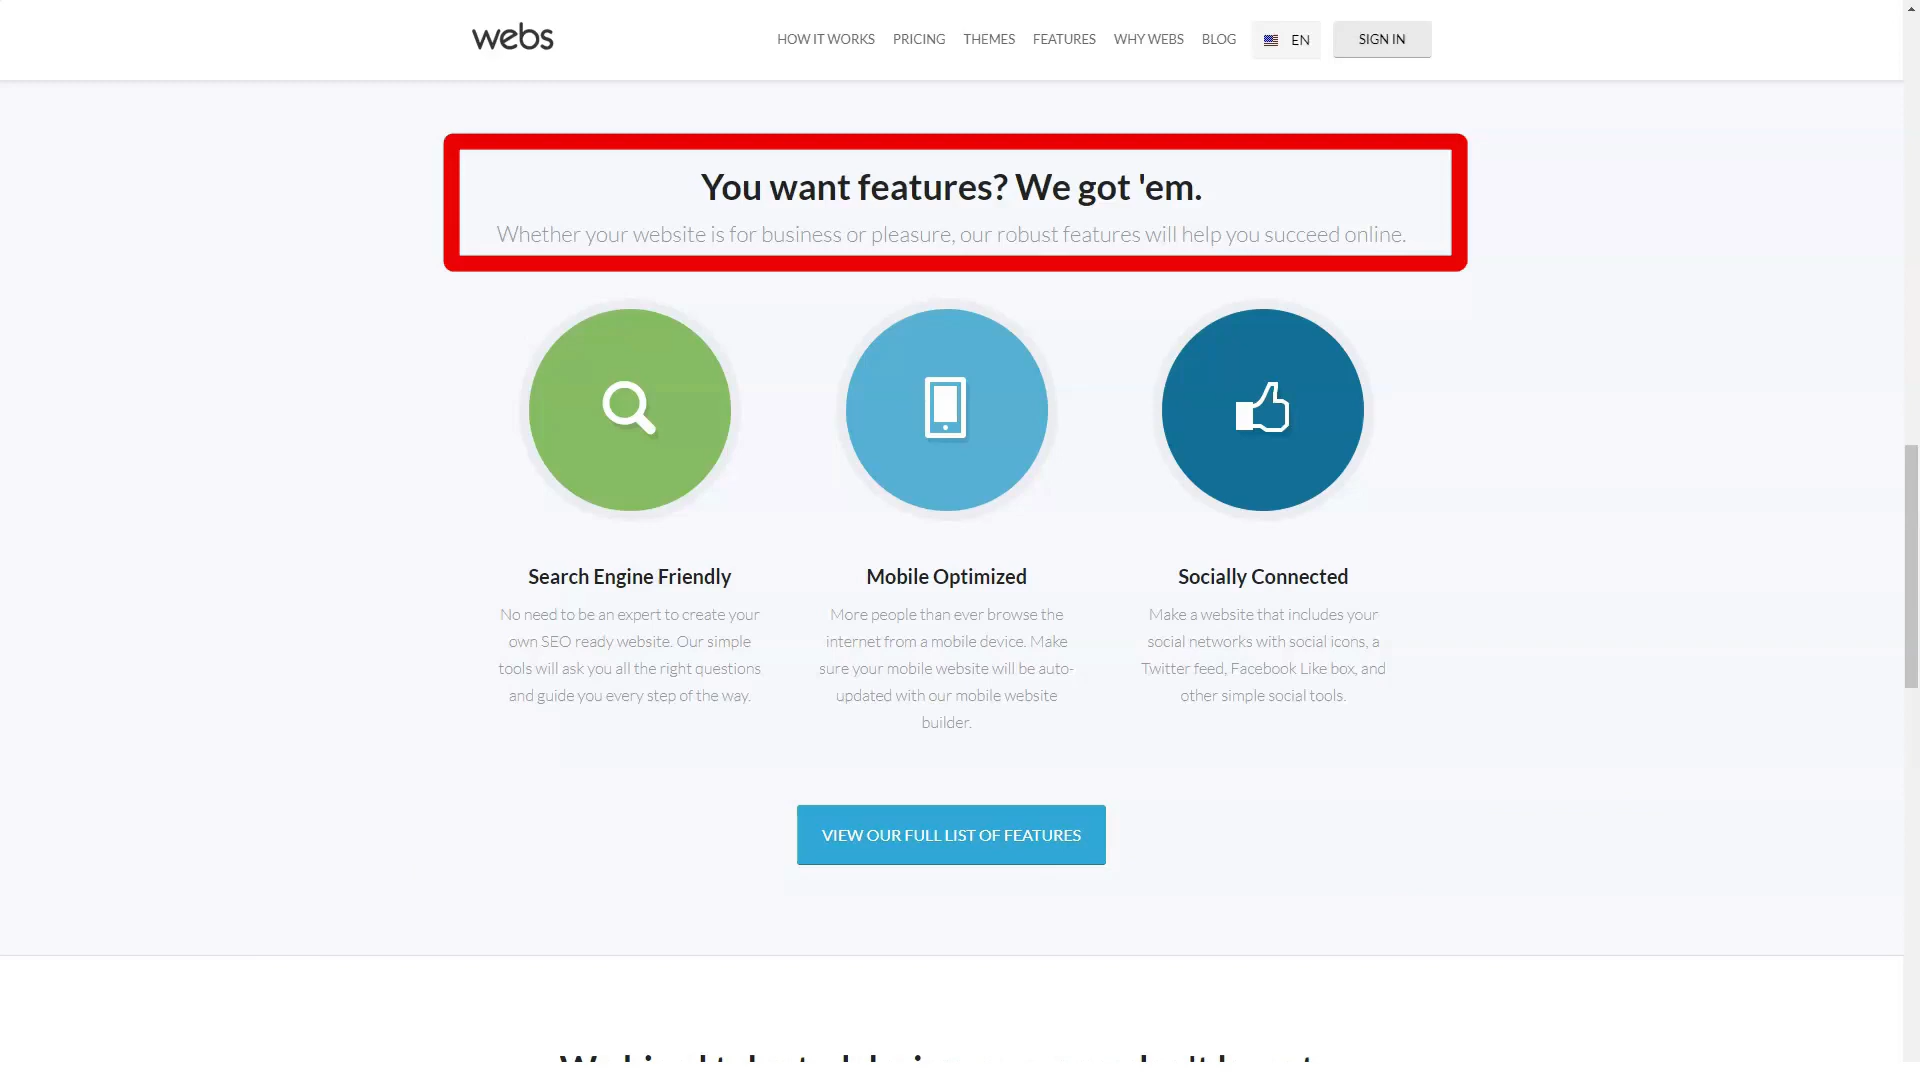 webs
HOW IT WORKS PRICING THEMES FEATURES WHY WEBS BLOG EN SIGN IN
You want features? We got 'em.
Whether your website is for business or pleasure, our robust features will help you succeed online.
Search Engine Friendly
No need to be an expert to create your
own SEO ready website. Our simple
tools will ask you all the right questions
and guide you every step of the way.
Mobile Optimized
More people than ever browse the
internet from a mobile device. Make
sure your mobile website will be auto-
updated with our mobile website
builder.
Socially Connected
Make a website that includes your
social networks with social icons, a
Twitter feed, Facebook Like box, and
other simple social tools.
VIEW OUR FULL LIST OF FEATURES